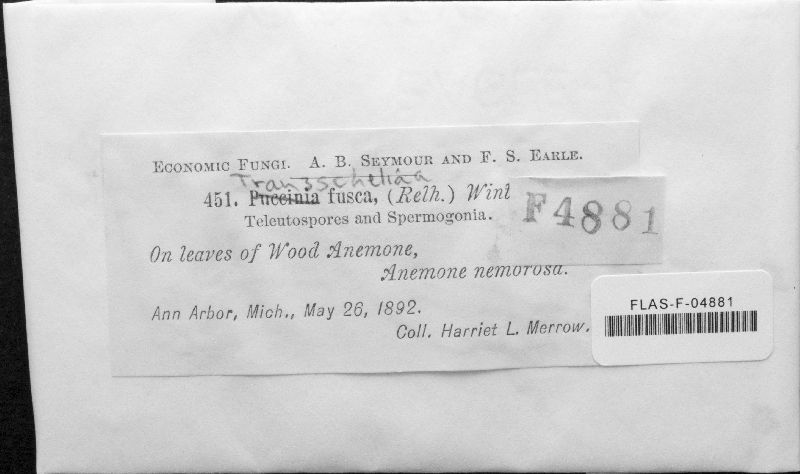 Economic Fungi. A. B. Seymour and F. S. Earle.
Tranzschelia
451. Puccinia fusca, (Relh.) Wint
Teleutospores and Spermogonia.
F4881
On leaves of Wood Anemone,
Anemone nemorosa.
Ann Arbor, Mich., May 26, 1892.
Coll. Harriet L. Merrow.
FLAS-F-04881